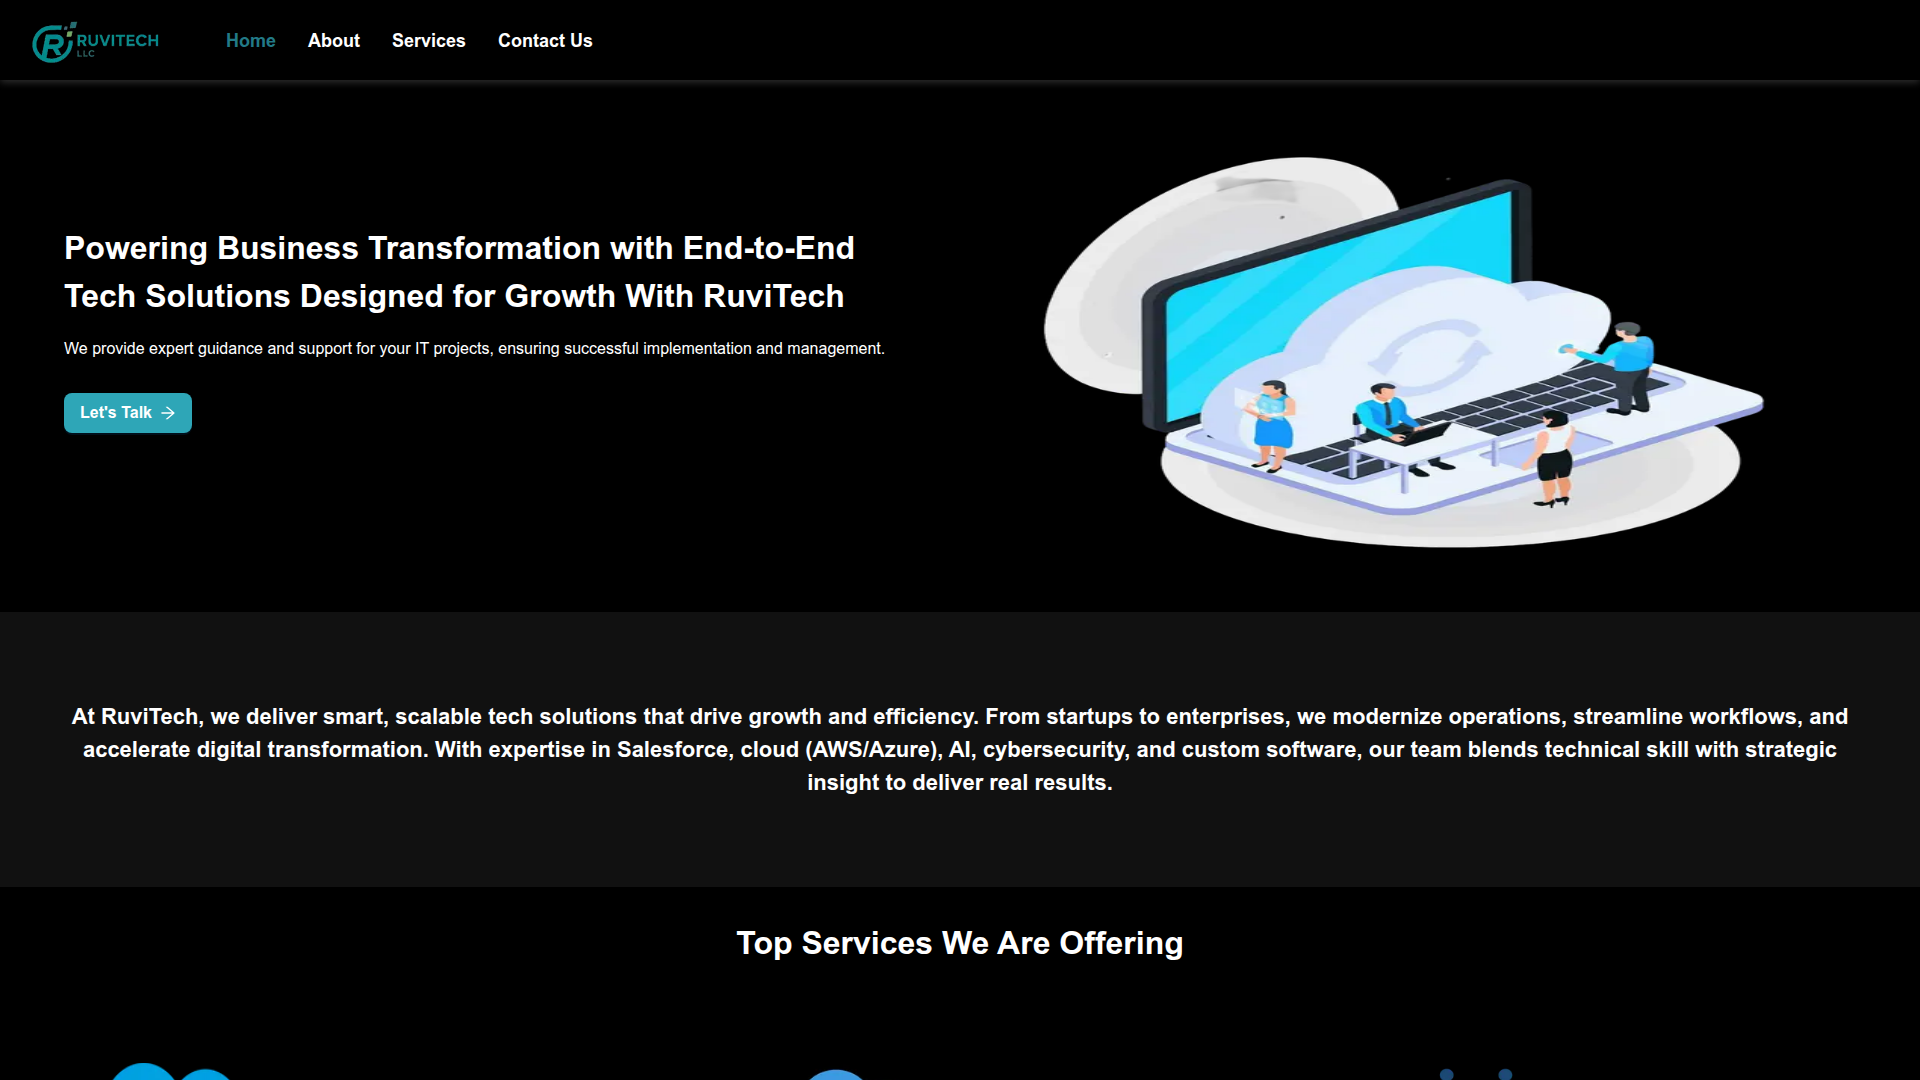 RUVITECH
LLC
Home
About
Services
Contact Us
Powering Business Transformation with End-to-End
Tech Solutions Designed for Growth With RuviTech
We provide expert guidance and support for your IT projects, ensuring successful implementation and management.
Let's Talk
At RuviTech, we deliver smart, scalable tech solutions that drive growth and efficiency. From startups to enterprises, we modernize operations, streamline workflows, and
accelerate digital transformation. With expertise in Salesforce, cloud (AWS/Azure), AI, cybersecurity, and custom software, our team blends technical skill with strategic
insight to deliver real results.
Top Services We Are Offering